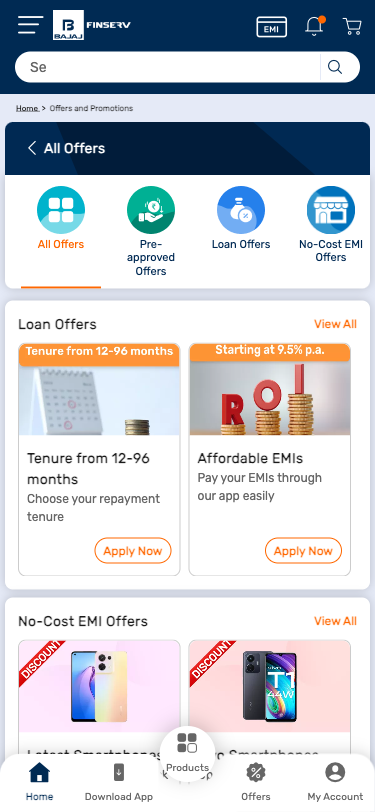 BAJAJ
FINSERV
EMI
Se
Home > Offers and Promotions
All Offers
All Offers
Pre-
approved
Offers
Loan Offers
No-Cost EMI
Offers
Loan Offers
View All
Tenure from 12-96 months
Starting at 9.5% p.a.
ROI
Tenure from 12-96
months
Choose your repayment
tenure
Apply Now
Affordable EMIs
Pay your EMIs through
our app easily
Apply Now
No-Cost EMI Offers
View All
DISCOUNT
DISCOUNT
T1
44W
Latest Smartphones
Smartphones
Home
Download App
Products
Offers
My Account